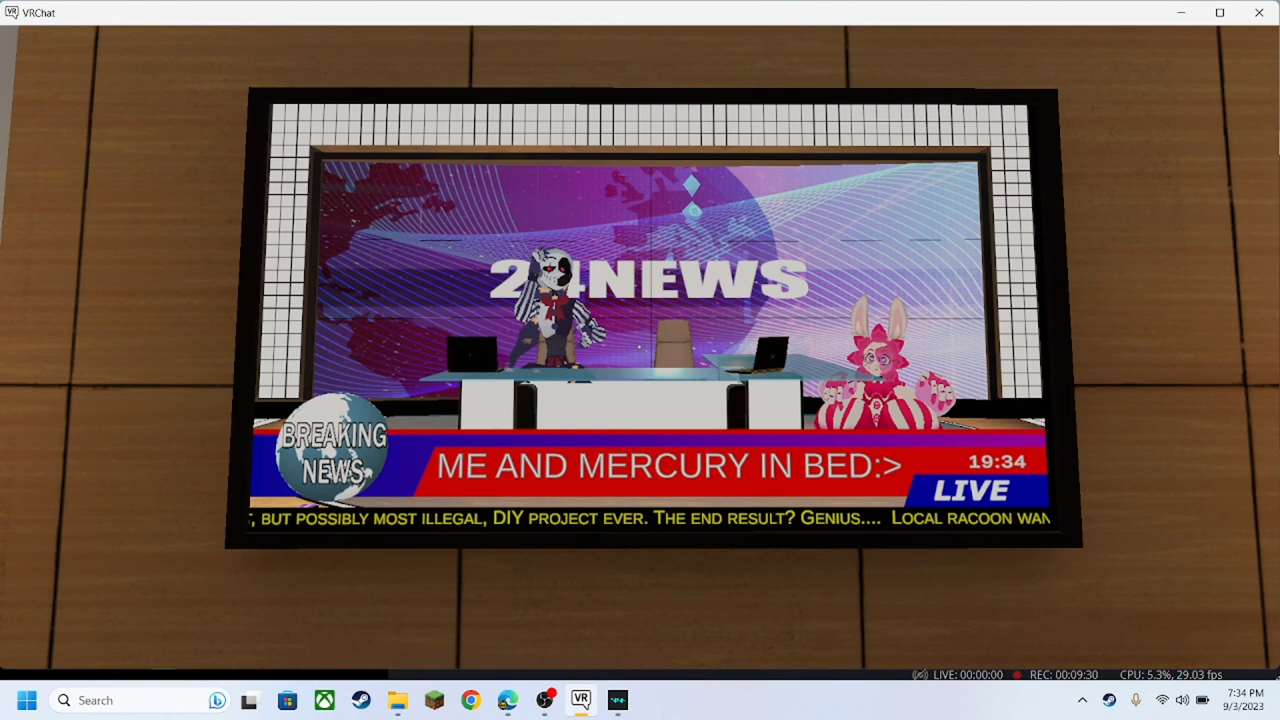 VRChat
24NEWS
BREAKING
NEWS
ME AND MERCURY IN BED:>
19:34
LIVE
, BUT POSSIBLY MOST ILLEGAL, DIY PROJECT EVER. THE END RESULT? GENIUS.... LOCAL RACOON WAN
LIVE: 00:00:00 REC: 00:09:30 CPU: 5.3%, 29.03 fps
Search
VR
7:34 PM
9/3/2023